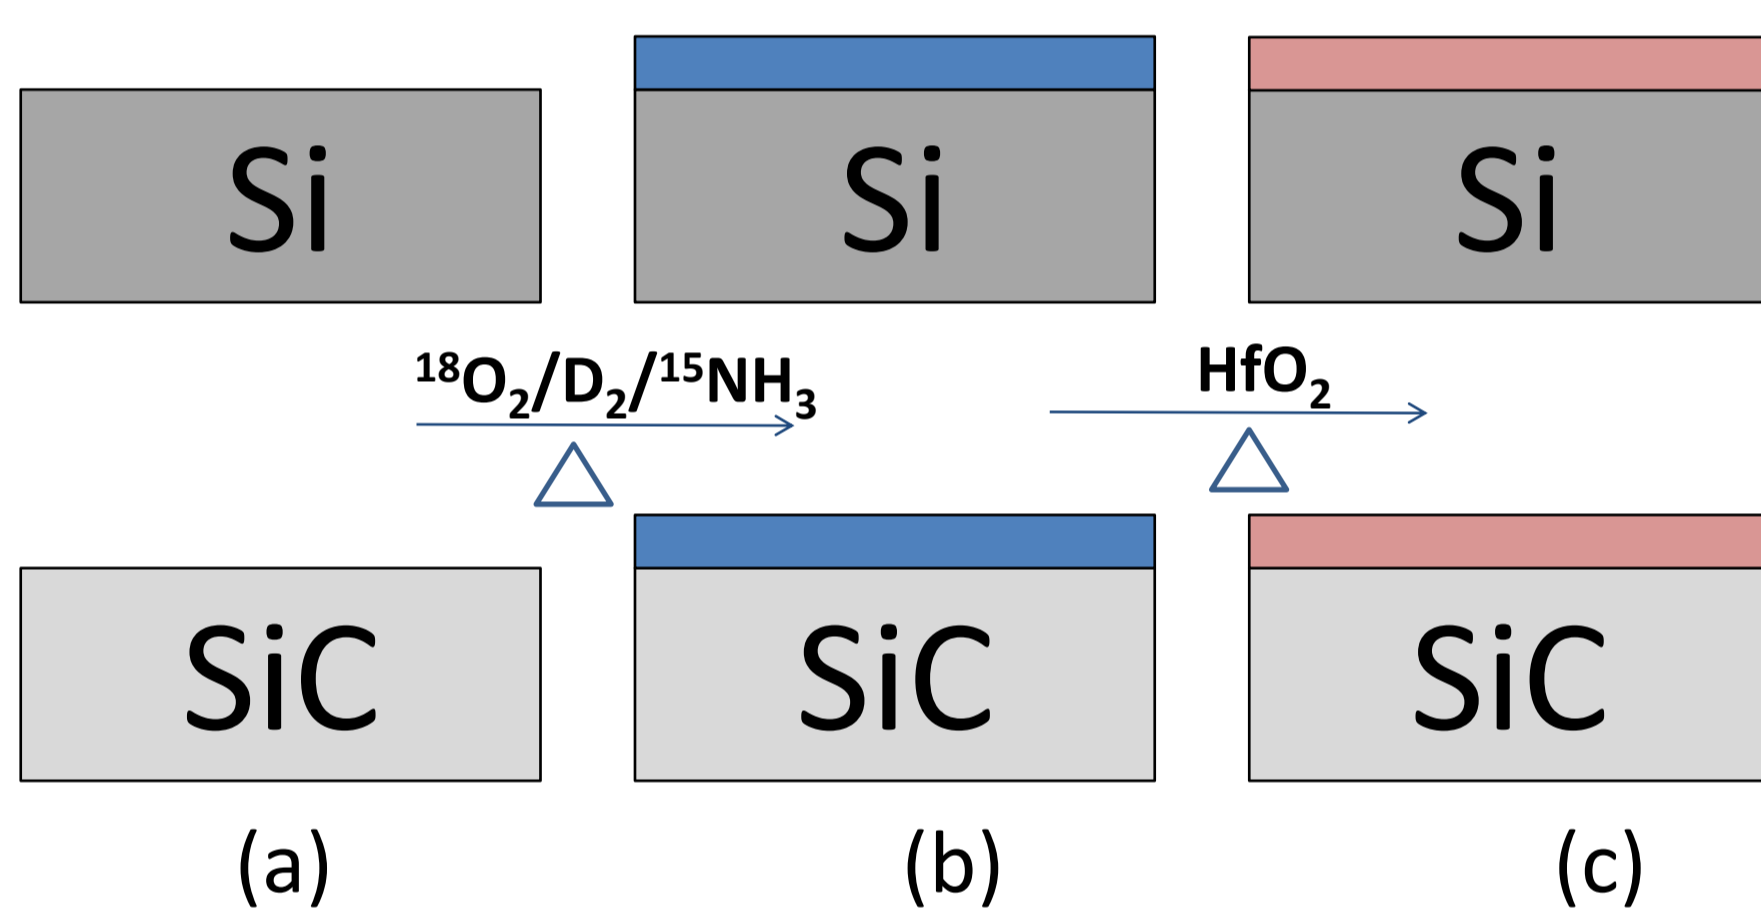 Si Si Si
¹⁸O₂/D₂/¹⁵NH₃ HfO₂
SiC SiC SiC
(a) (b) (c)